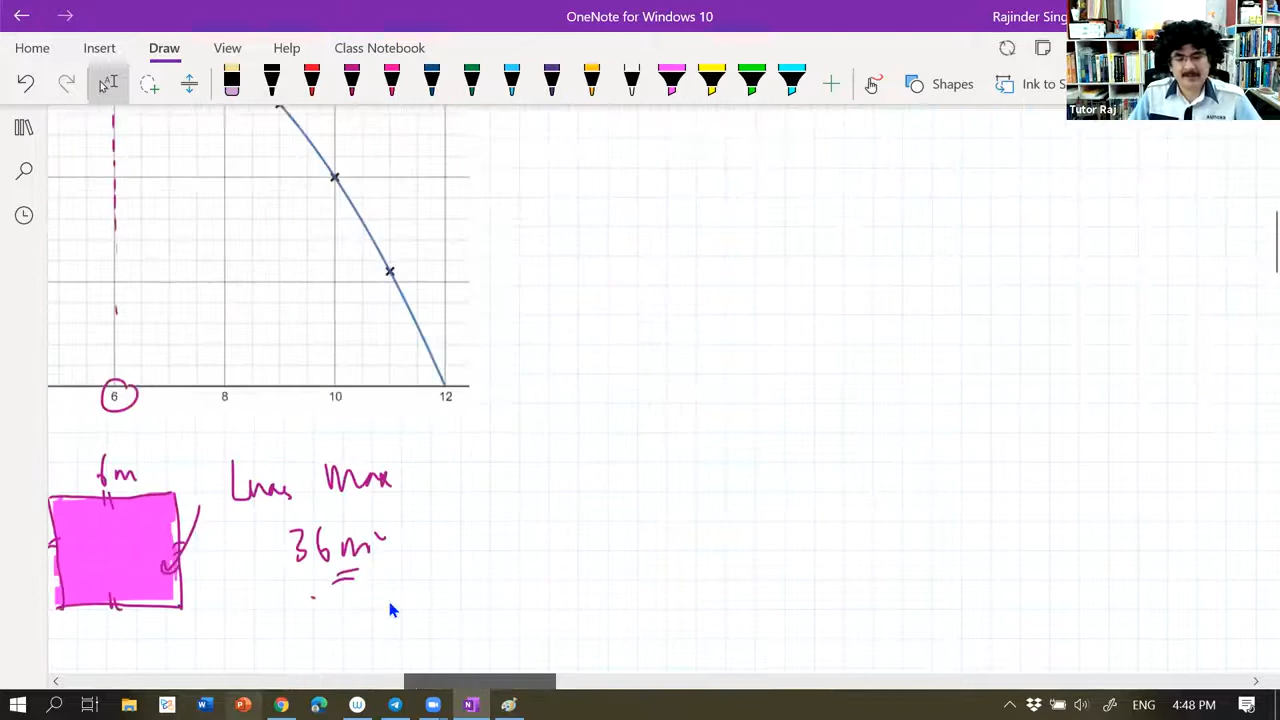 OneNote for Windows 10
Rajinder Sing
Home Insert Draw View Help Class Notebook
Shapes
Ink to S
Tutor Raj
6 8 10 12
6m
Luas Max
36m²
ENG 4:48 PM